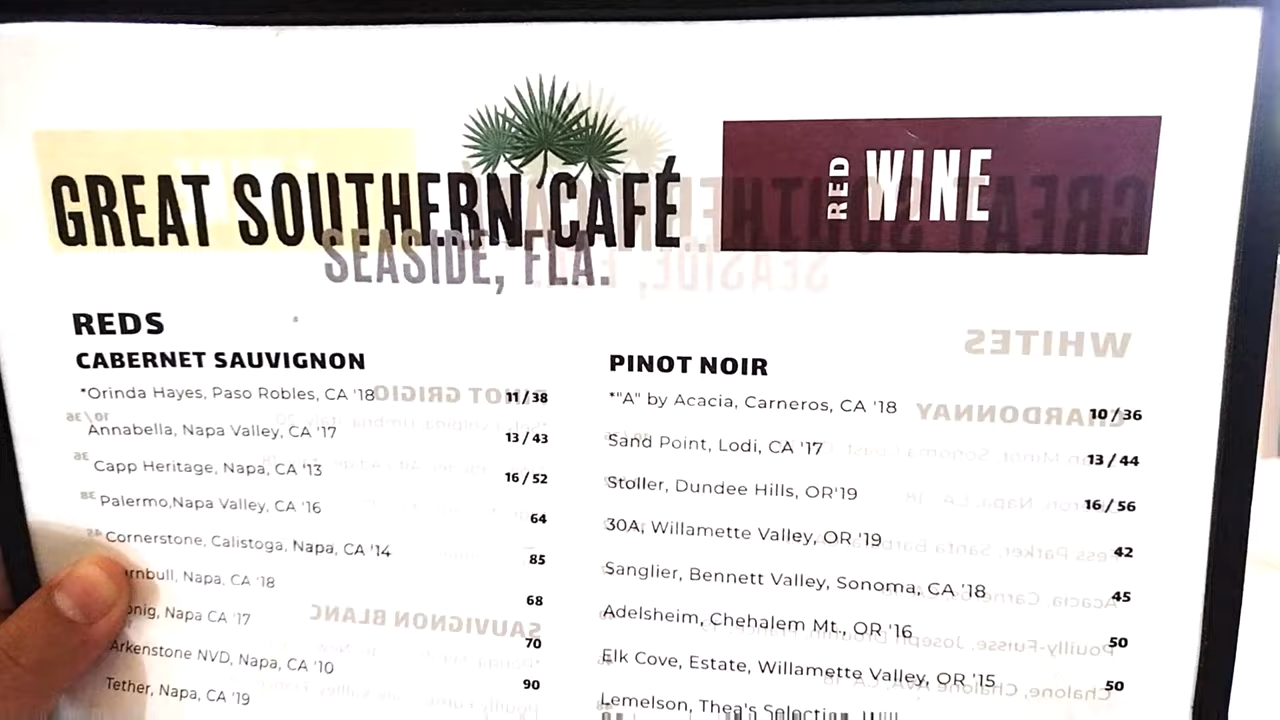 GREAT SOUTHERN CAFÉ
SEASIDE, FLA.
RED WINE
REDS
CABERNET SAUVIGNON
*Orinda Hayes, Paso Robles, CA '18 11 / 38
Annabella, Napa Valley, CA '17 13 / 43
Capp Heritage, Napa, CA '13 16 / 52
Palermo,Napa Valley, CA '16 64
Cornerstone, Calistoga, Napa, CA '14 85
Napa, CA '18 68
Napa CA '17 70
Arkenstone NVD, Napa, CA '10 90
Tether, Napa, CA '19
PINOT NOIR
*"A" by Acacia, Carneros, CA '18 10 / 36
Sand Point, Lodi, CA '17 13 / 44
Stoller, Dundee Hills, OR'19 16 / 56
30A, Willamette Valley, OR '19 42
Sanglier, Bennett Valley, Sonoma, CA '18 45
Adelsheim, Chehalem Mt., OR '16 50
Elk Cove, Estate, Willamette Valley, OR '15 50
Lemelson, Thea's Selection,
WHITES
PINOT GRIGIO
CHARDONNAY
SAUVIGNON BLANC